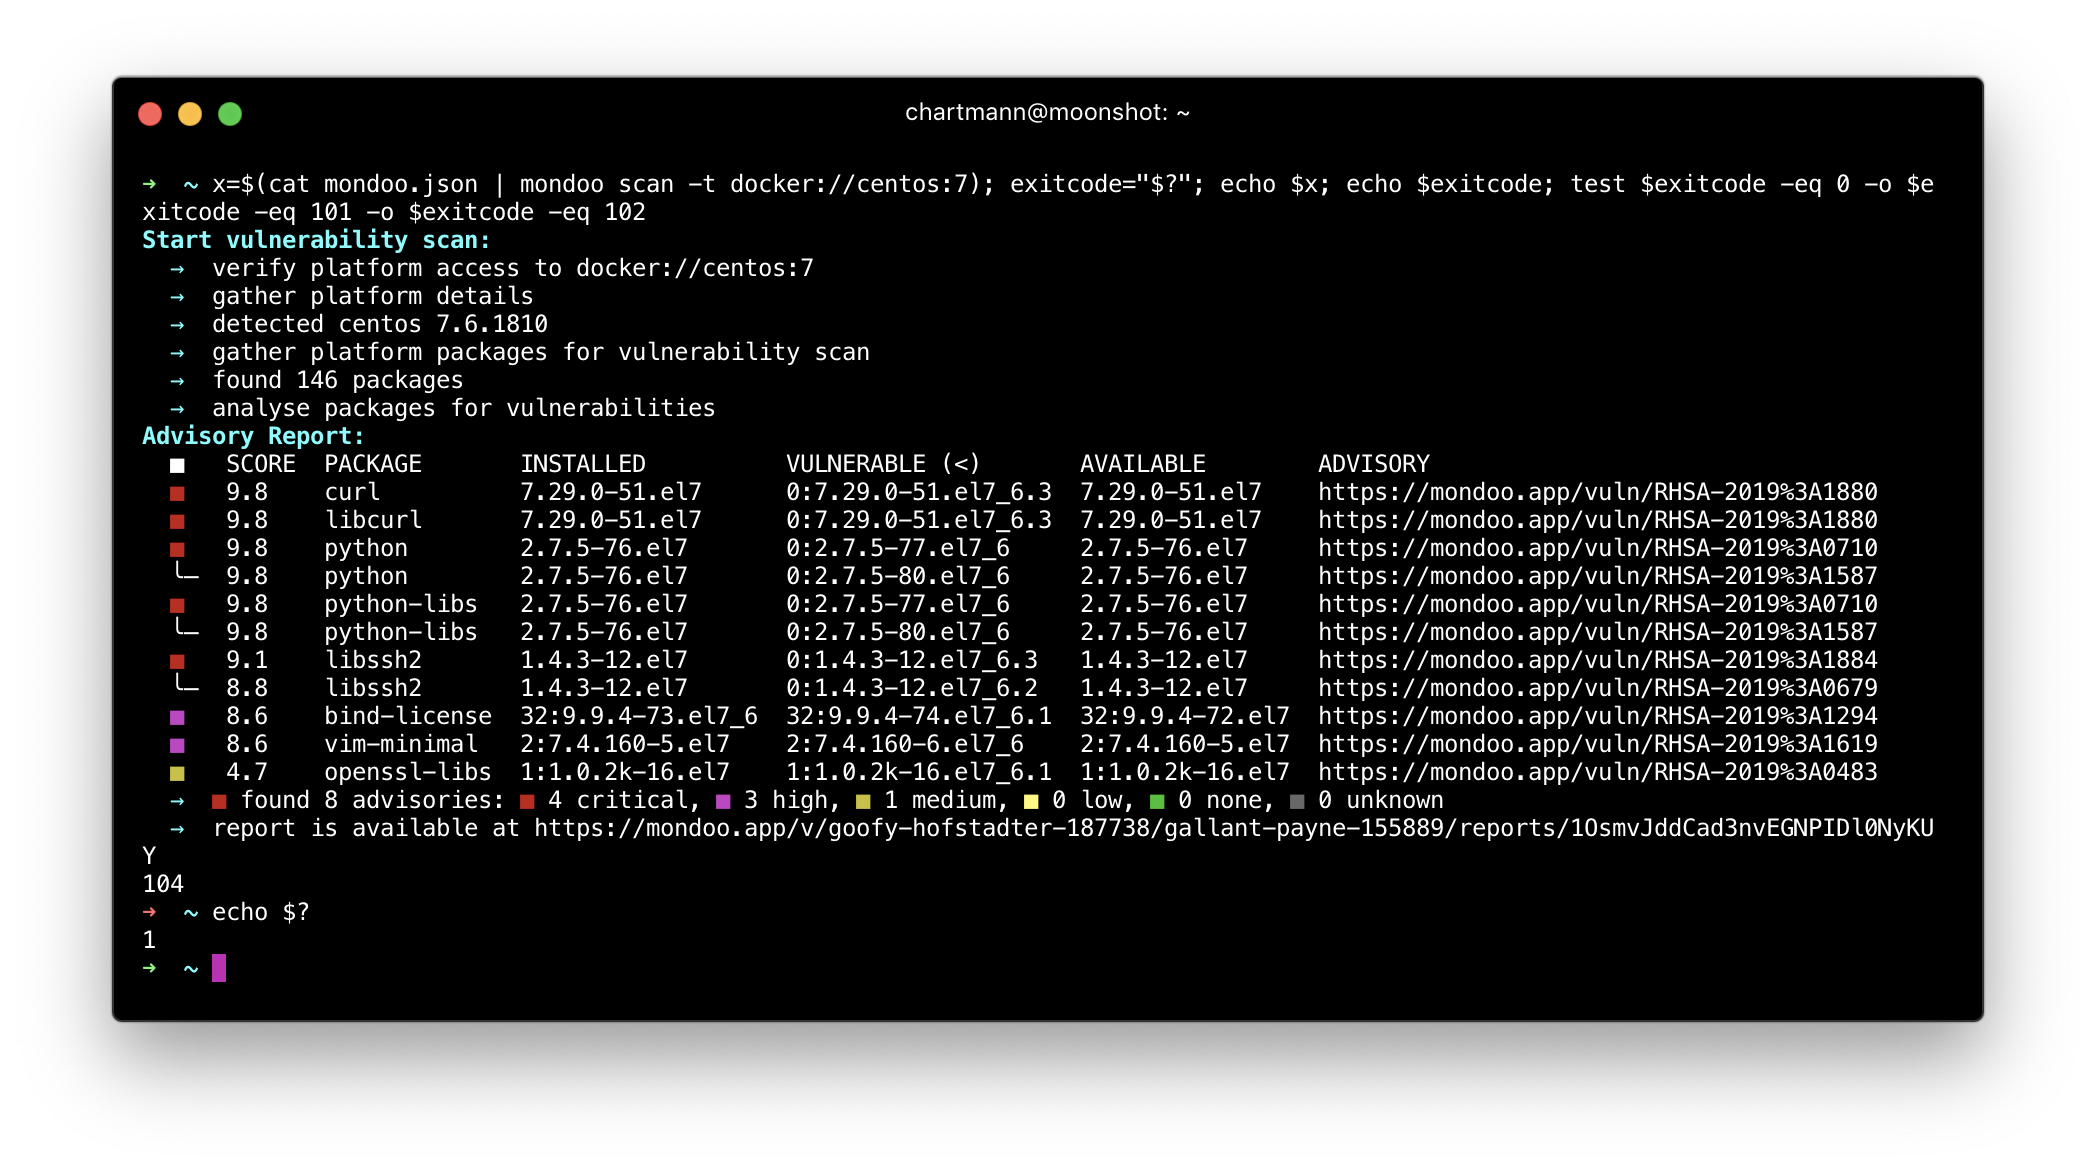 chartmann@moonshot: ~
➜ ~ x=$(cat mondoo.json | mondoo scan -t docker://centos:7); exitcode="$?"; echo $x; echo $exitcode; test $exitcode -eq 0 -o $e
xitcode -eq 101 -o $exitcode -eq 102
Start vulnerability scan:
→ verify platform access to docker://centos:7
→ gather platform details
→ detected centos 7.6.1810
→ gather platform packages for vulnerability scan
→ found 146 packages
→ analyse packages for vulnerabilities
Advisory Report:
■ SCORE PACKAGE INSTALLED VULNERABLE (<) AVAILABLE ADVISORY
■ 9.8 curl 7.29.0-51.el7 0:7.29.0-51.el7_6.3 7.29.0-51.el7 https://mondoo.app/vuln/RHSA-2019%3A1880
■ 9.8 libcurl 7.29.0-51.el7 0:7.29.0-51.el7_6.3 7.29.0-51.el7 https://mondoo.app/vuln/RHSA-2019%3A1880
■ 9.8 python 2.7.5-76.el7 0:2.7.5-77.el7_6 2.7.5-76.el7 https://mondoo.app/vuln/RHSA-2019%3A0710
╰─ 9.8 python 2.7.5-76.el7 0:2.7.5-80.el7_6 2.7.5-76.el7 https://mondoo.app/vuln/RHSA-2019%3A1587
■ 9.8 python-libs 2.7.5-76.el7 0:2.7.5-77.el7_6 2.7.5-76.el7 https://mondoo.app/vuln/RHSA-2019%3A0710
╰─ 9.8 python-libs 2.7.5-76.el7 0:2.7.5-80.el7_6 2.7.5-76.el7 https://mondoo.app/vuln/RHSA-2019%3A1587
■ 9.1 libssh2 1.4.3-12.el7 0:1.4.3-12.el7_6.3 1.4.3-12.el7 https://mondoo.app/vuln/RHSA-2019%3A1884
╰─ 8.8 libssh2 1.4.3-12.el7 0:1.4.3-12.el7_6.2 1.4.3-12.el7 https://mondoo.app/vuln/RHSA-2019%3A0679
■ 8.6 bind-license 32:9.9.4-73.el7_6 32:9.9.4-74.el7_6.1 32:9.9.4-72.el7 https://mondoo.app/vuln/RHSA-2019%3A1294
■ 8.6 vim-minimal 2:7.4.160-5.el7 2:7.4.160-6.el7_6 2:7.4.160-5.el7 https://mondoo.app/vuln/RHSA-2019%3A1619
■ 4.7 openssl-libs 1:1.0.2k-16.el7 1:1.0.2k-16.el7_6.1 1:1.0.2k-16.el7 https://mondoo.app/vuln/RHSA-2019%3A0483
→ ■ found 8 advisories: ■ 4 critical, ■ 3 high, ■ 1 medium, ■ 0 low, ■ 0 none, ■ 0 unknown
→ report is available at https://mondoo.app/v/goofy-hofstadter-187738/gallant-payne-155889/reports/1OsmvJddCad3nvEGNPIDl0NyKU
Y
104
➜ ~ echo $?
1
➜ ~